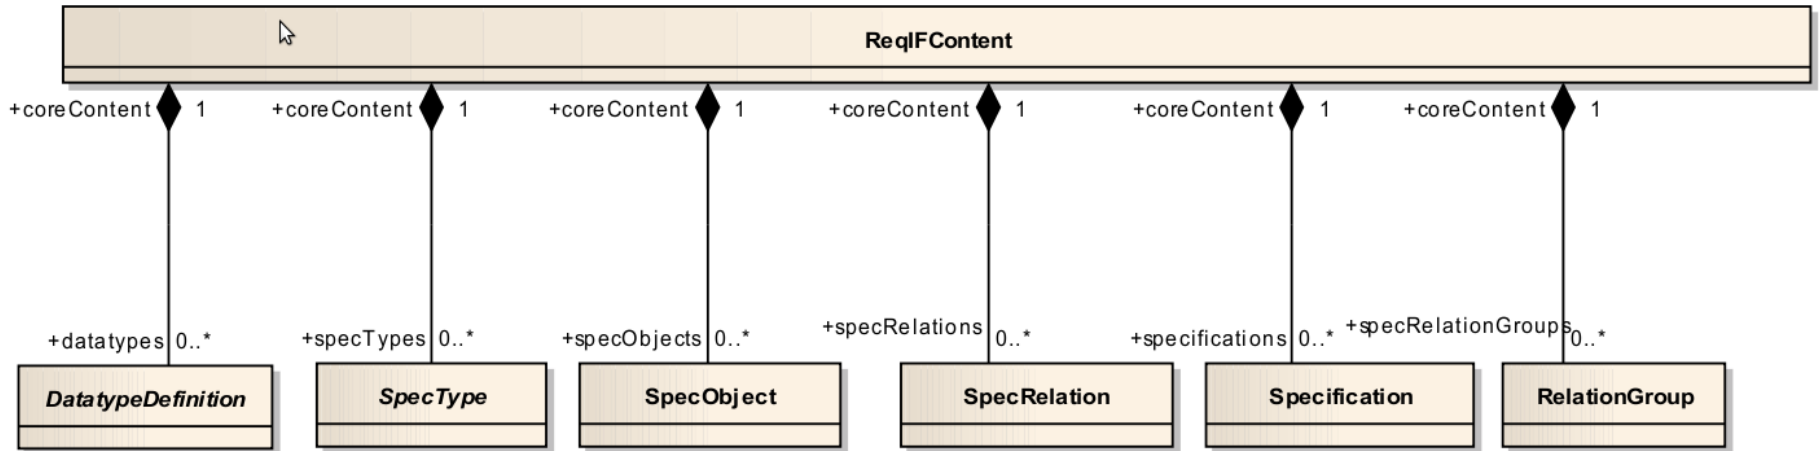 ReqIFContent
+coreContent 1 +coreContent 1 +coreContent 1 +coreContent 1 +coreContent 1 +coreContent 1
+datatypes 0..* +specTypes 0..* +specObjects 0..* +specRelations 0..* +specifications 0..* +specRelationGroups 0..*
DatatypeDefinition SpecType SpecObject SpecRelation Specification RelationGroup